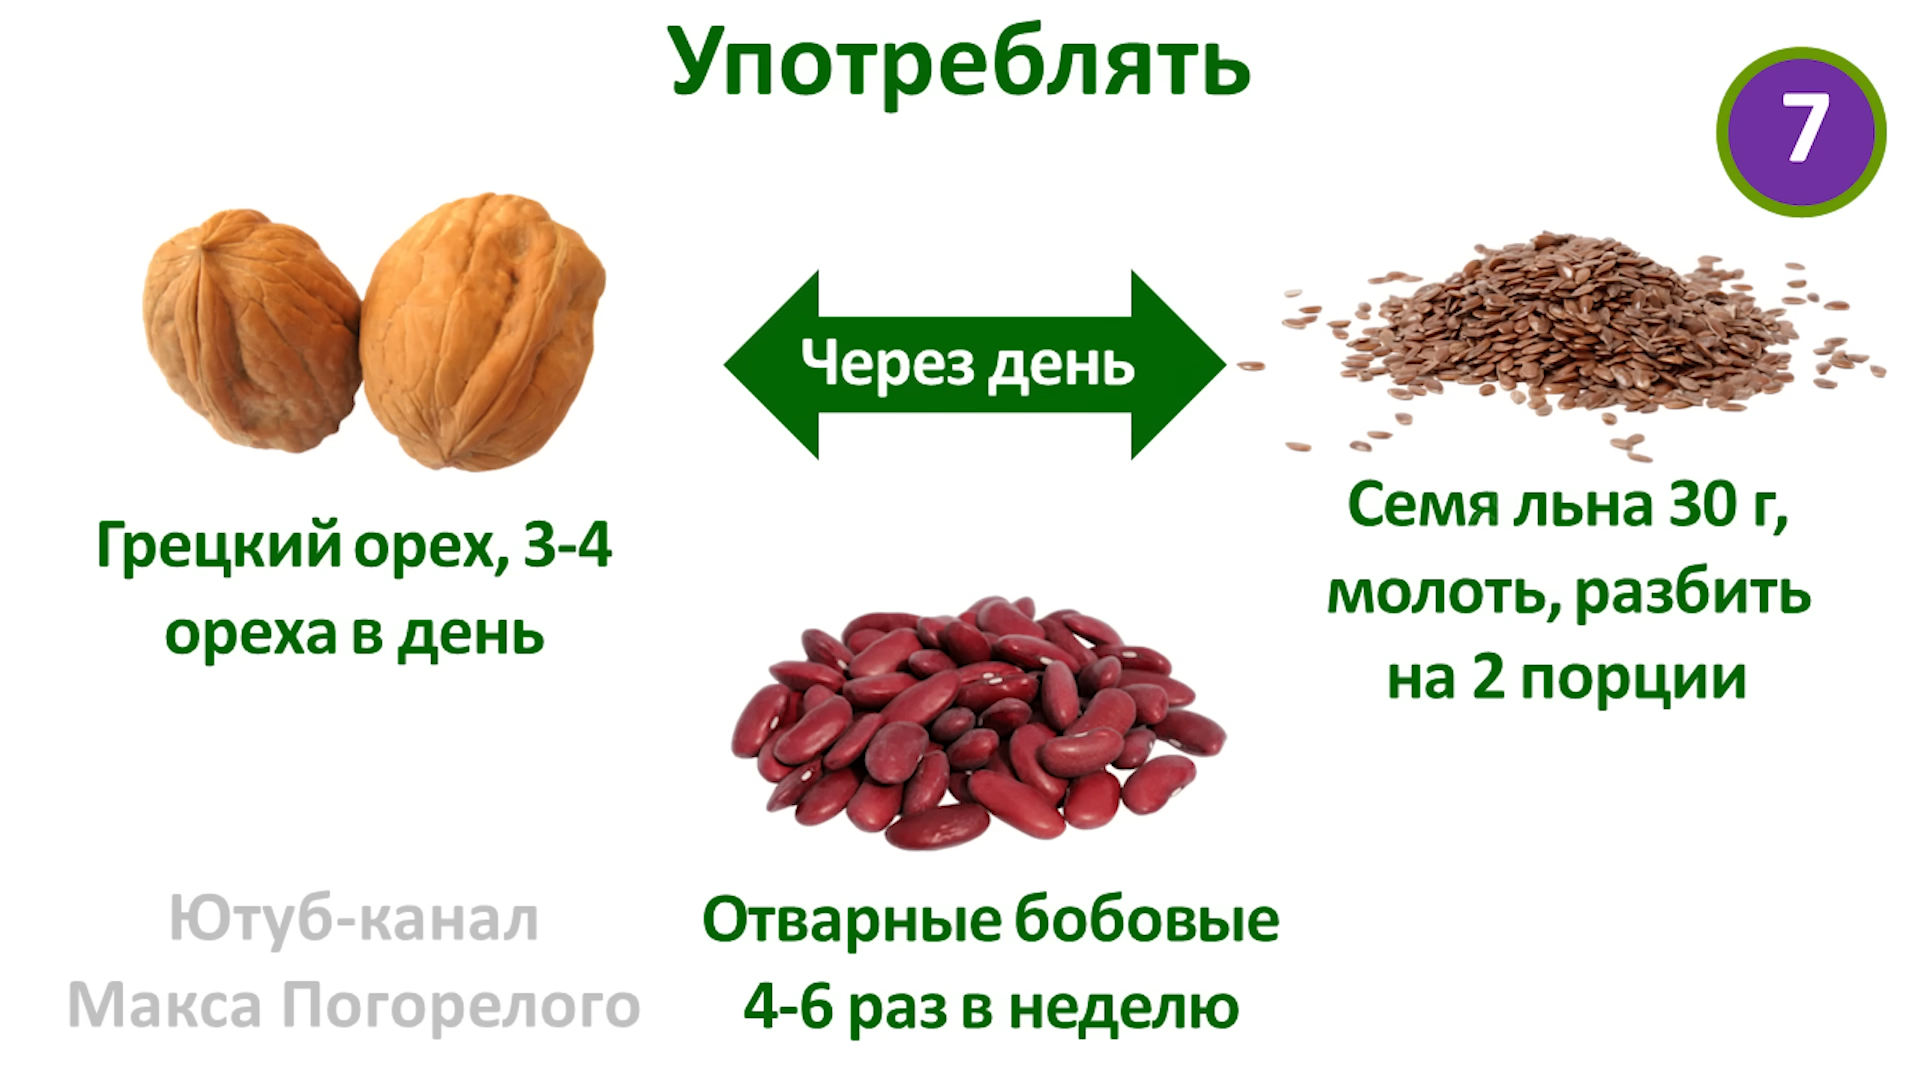 Употреблять
7
Через день
Грецкий орех, 3-4
ореха в день
Семя льна 30 г,
молоть, разбить
на 2 порции
Отварные бобовые
4-6 раз в неделю
Ютуб-канал
Макса Погорелого